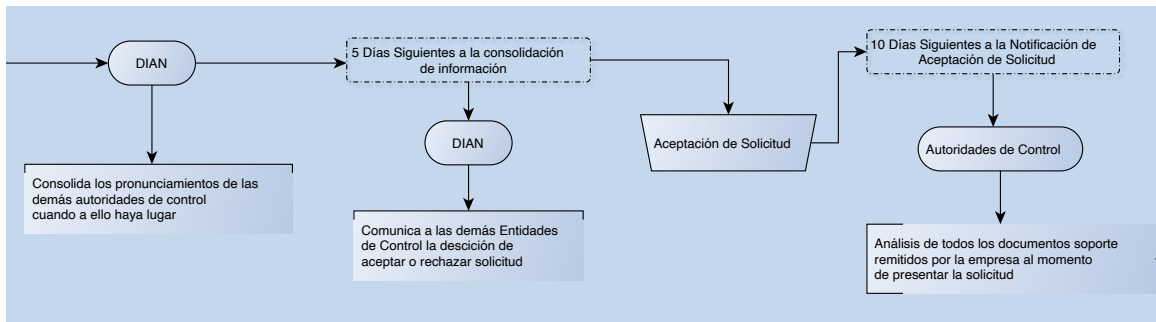 DIAN
Consolida los pronunciamientos de las
demás autoridades de control
cuando a ello haya lugar
5 Días Siguientes a la consolidación
de información
DIAN
Comunica a las demás Entidades
de Control la descición de
aceptar o rechazar solicitud
Aceptación de Solicitud
10 Días Siguientes a la Notificación de
Aceptación de Solicitud
Autoridades de Control
Análisis de todos los documentos soporte
remitidos por la empresa al momento
de presentar la solicitud